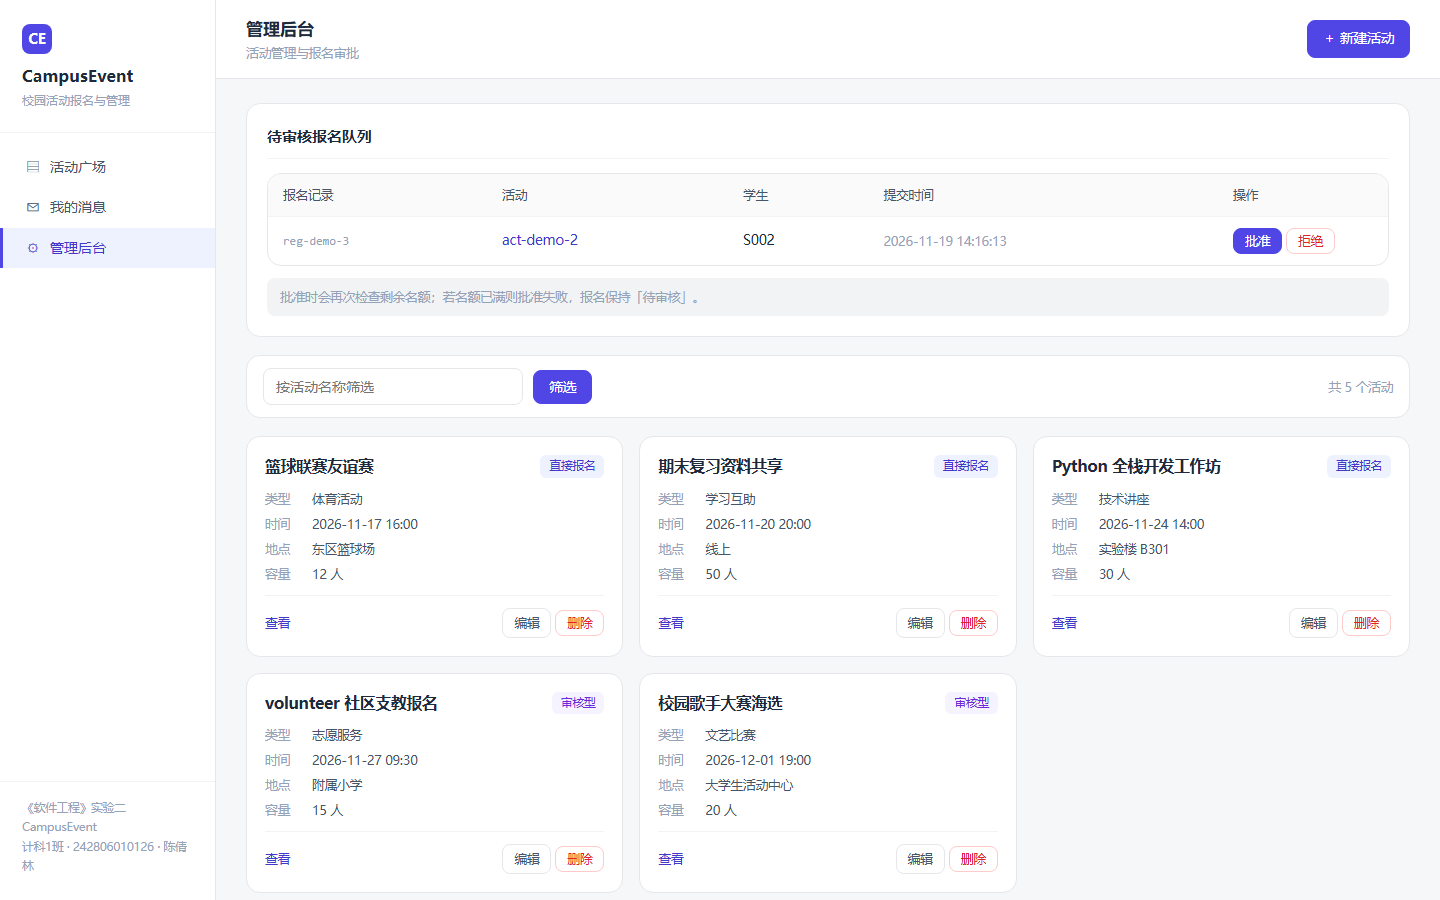 CE
CampusEvent
校园活动报名与管理
活动广场
我的消息
管理后台
《软件工程》实验二
CampusEvent
计科1班 · 242806010126 · 陈倩
林
管理后台
活动管理与报名审批
+ 新建活动
待审核报名队列
报名记录 活动 学生 提交时间 操作
reg-demo-3 act-demo-2 S002 2026-11-19 14:16:13 批准 拒绝
批准时会再次检查剩余名额；若名额已满则批准失败，报名保持「待审核」。
按活动名称筛选 筛选 共 5 个活动
篮球联赛友谊赛 直接报名
类型 体育活动
时间 2026-11-17 16:00
地点 东区篮球场
容量 12 人
查看 编辑 删除
期末复习资料共享 直接报名
类型 学习互助
时间 2026-11-20 20:00
地点 线上
容量 50 人
查看 编辑 删除
Python 全栈开发工作坊 直接报名
类型 技术讲座
时间 2026-11-24 14:00
地点 实验楼 B301
容量 30 人
查看 编辑 删除
volunteer 社区支教报名 审核型
类型 志愿服务
时间 2026-11-27 09:30
地点 附属小学
容量 15 人
查看 编辑 删除
校园歌手大赛海选 审核型
类型 文艺比赛
时间 2026-12-01 19:00
地点 大学生活动中心
容量 20 人
查看 编辑 删除